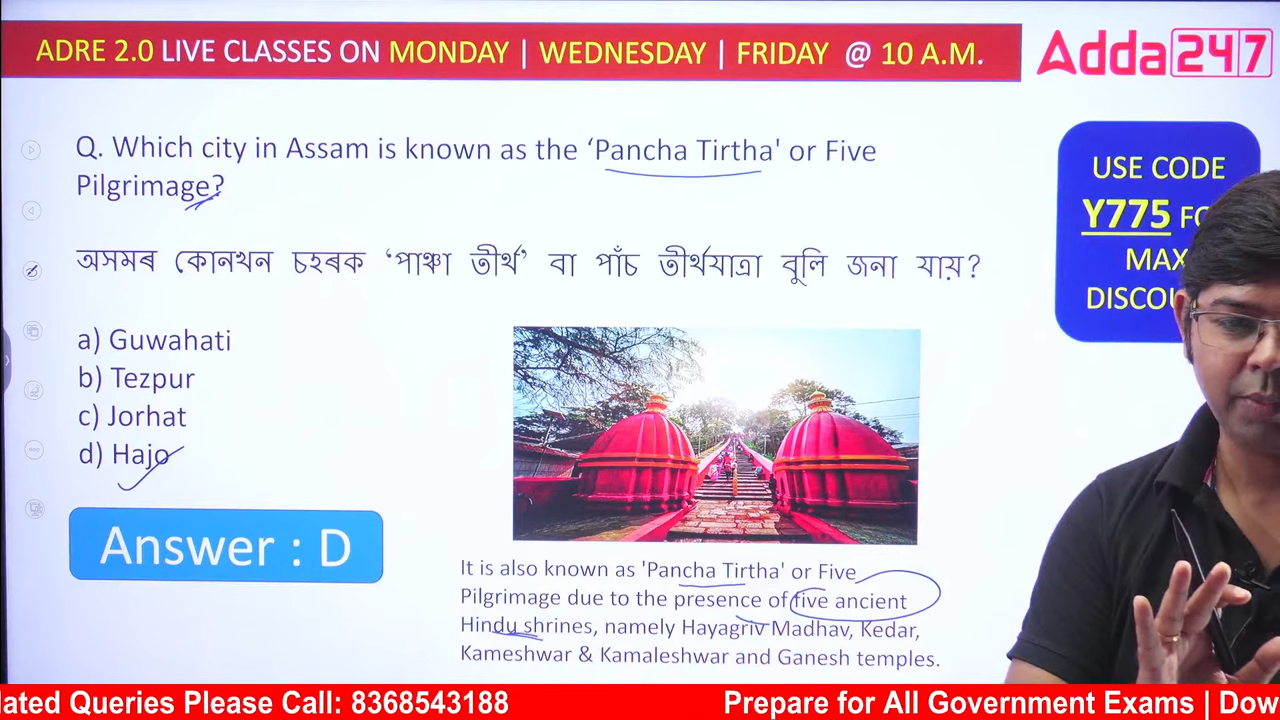 ADRE 2.0 LIVE CLASSES ON MONDAY | WEDNESDAY | FRIDAY @ 10 A.M.
Adda 247
Q. Which city in Assam is known as the ‘Pancha Tirtha' or Five
Pilgrimage?
অসমৰ কোনখন চহৰক ‘পাঞ্চা তীৰ্থ’ বা পাঁচ তীৰ্থযাত্ৰা বুলি জনা যায়?
a) Guwahati
b) Tezpur
c) Jorhat
d) Hajo
Answer : D
It is also known as 'Pancha Tirtha' or Five
Pilgrimage due to the presence of five ancient
Hindu shrines, namely Hayagriv Madhav, Kedar,
Kameshwar & Kamaleshwar and Ganesh temples.
USE CODE
Y775
MAX
lated Queries Please Call: 8368543188 Prepare for All Government Exams | Dow